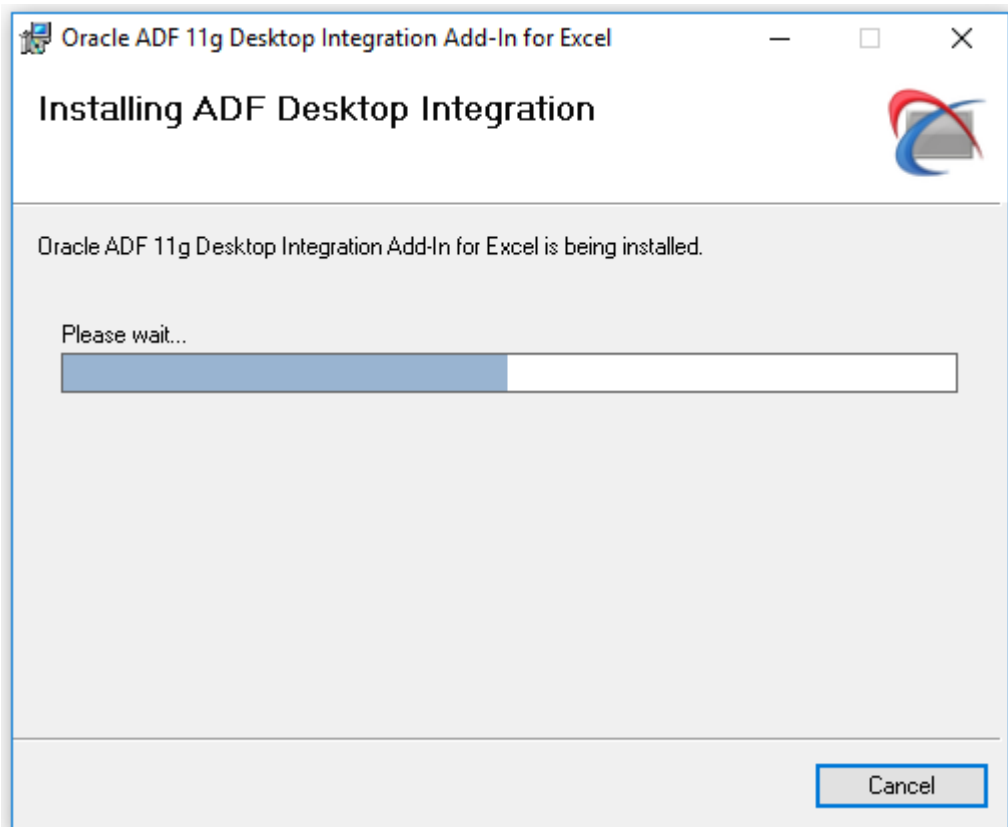 Oracle ADF 11g Desktop Integration Add-In for Excel
Installing ADF Desktop Integration
Oracle ADF 11g Desktop Integration Add-In for Excel is being installed.
Please wait...
Cancel